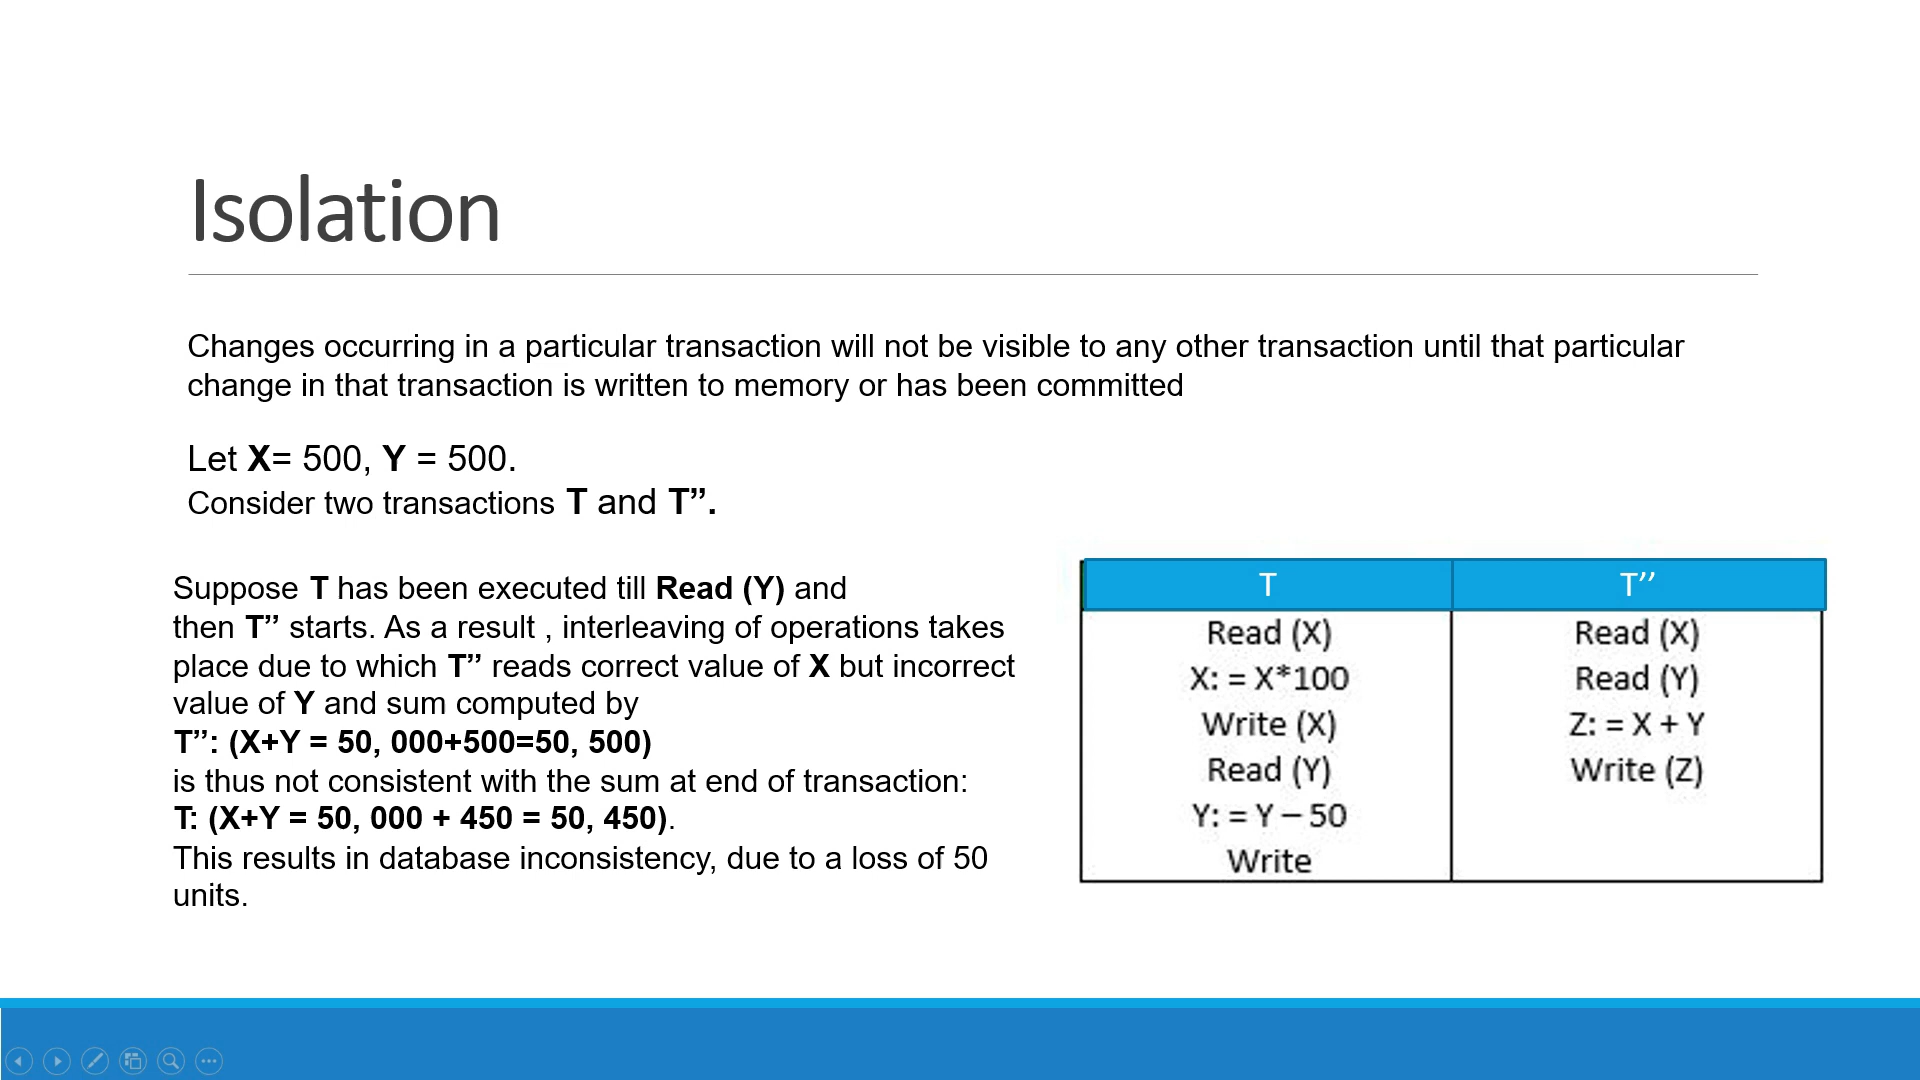 Isolation
Changes occurring in a particular transaction will not be visible to any other transaction until that particular
change in that transaction is written to memory or has been committed
Let X= 500, Y = 500.
Consider two transactions T and T”.
Suppose T has been executed till Read (Y) and
then T’’ starts. As a result , interleaving of operations takes
place due to which T’’ reads correct value of X but incorrect
value of Y and sum computed by
T’’: (X+Y = 50, 000+500=50, 500)
is thus not consistent with the sum at end of transaction:
T: (X+Y = 50, 000 + 450 = 50, 450).
This results in database inconsistency, due to a loss of 50
units.
T T’’
Read (X) Read (X)
X: = X*100 Read (Y)
Write (X) Z: = X + Y
Read (Y) Write (Z)
Y: = Y – 50
Write